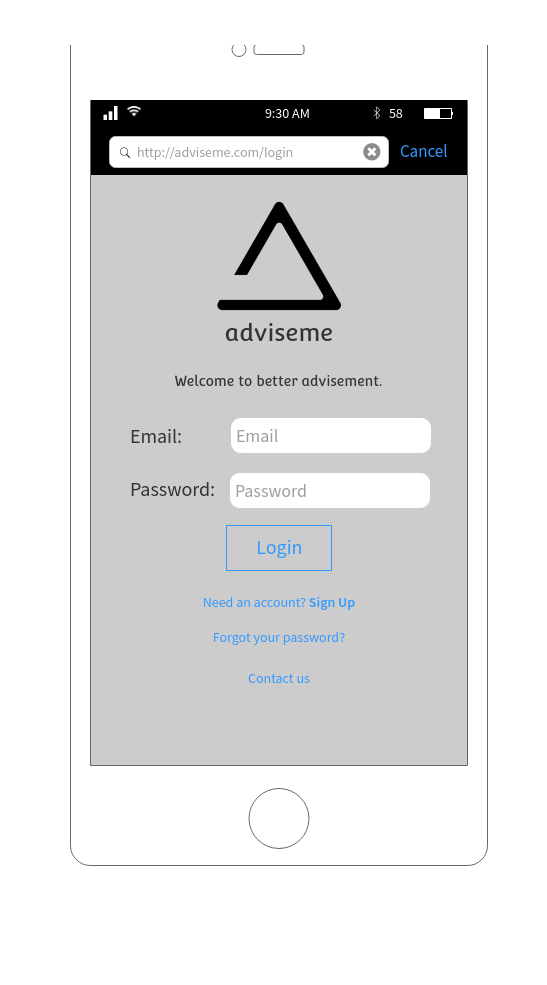 9:30 AM 58
http://adviseme.com/login Cancel
adviseme
Welcome to better advisement.
Email: Email
Password: Password
Login
Need an account? Sign Up
Forgot your password?
Contact us